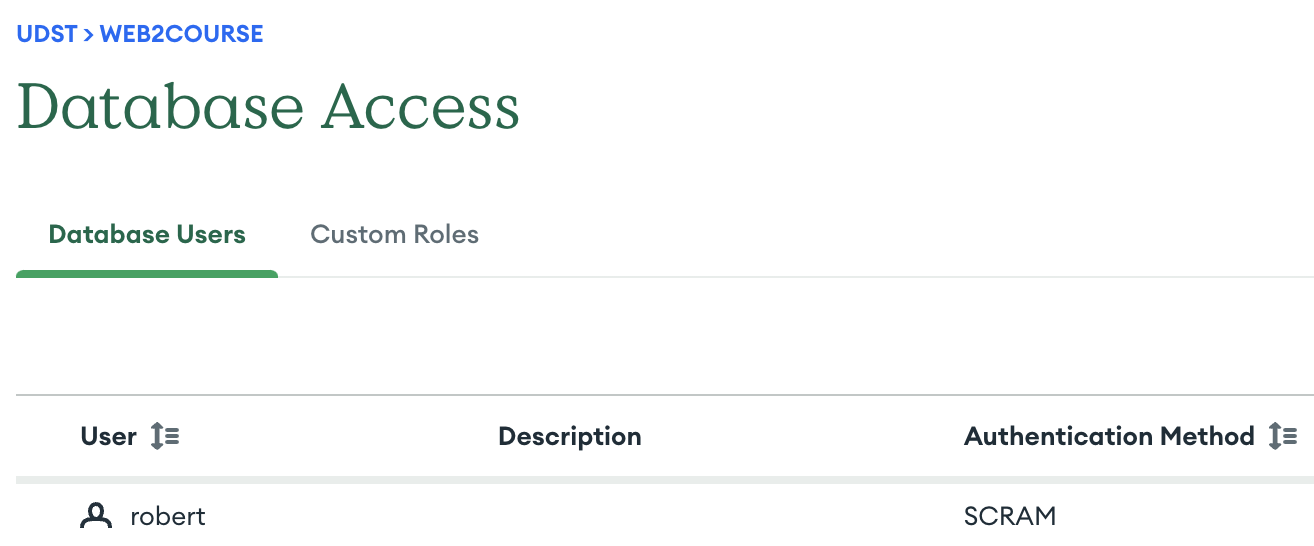 UDST > WEB2COURSE
Database Access
Database Users Custom Roles
User Description Authentication Method
robert SCRAM